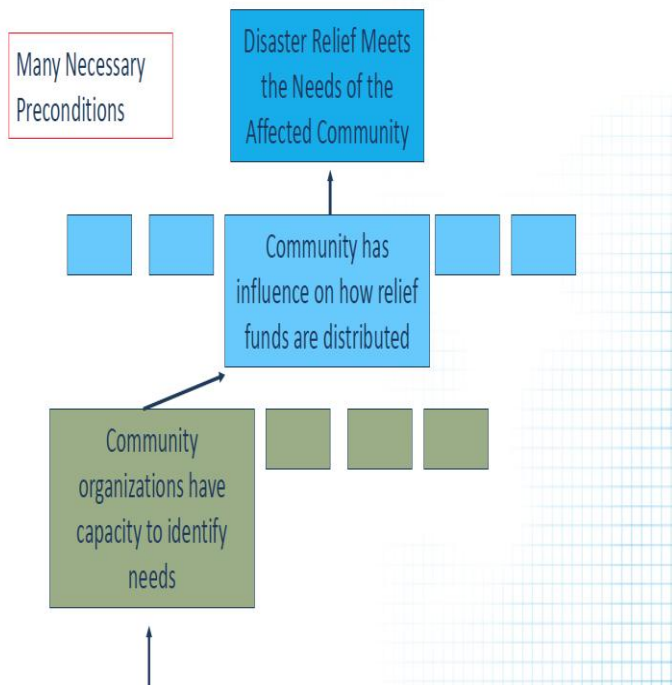 Many Necessary
Preconditions
Disaster Relief Meets
the Needs of the
Affected Community
Community has
influence on how relief
funds are distributed
Community
organizations have
capacity to identify
needs